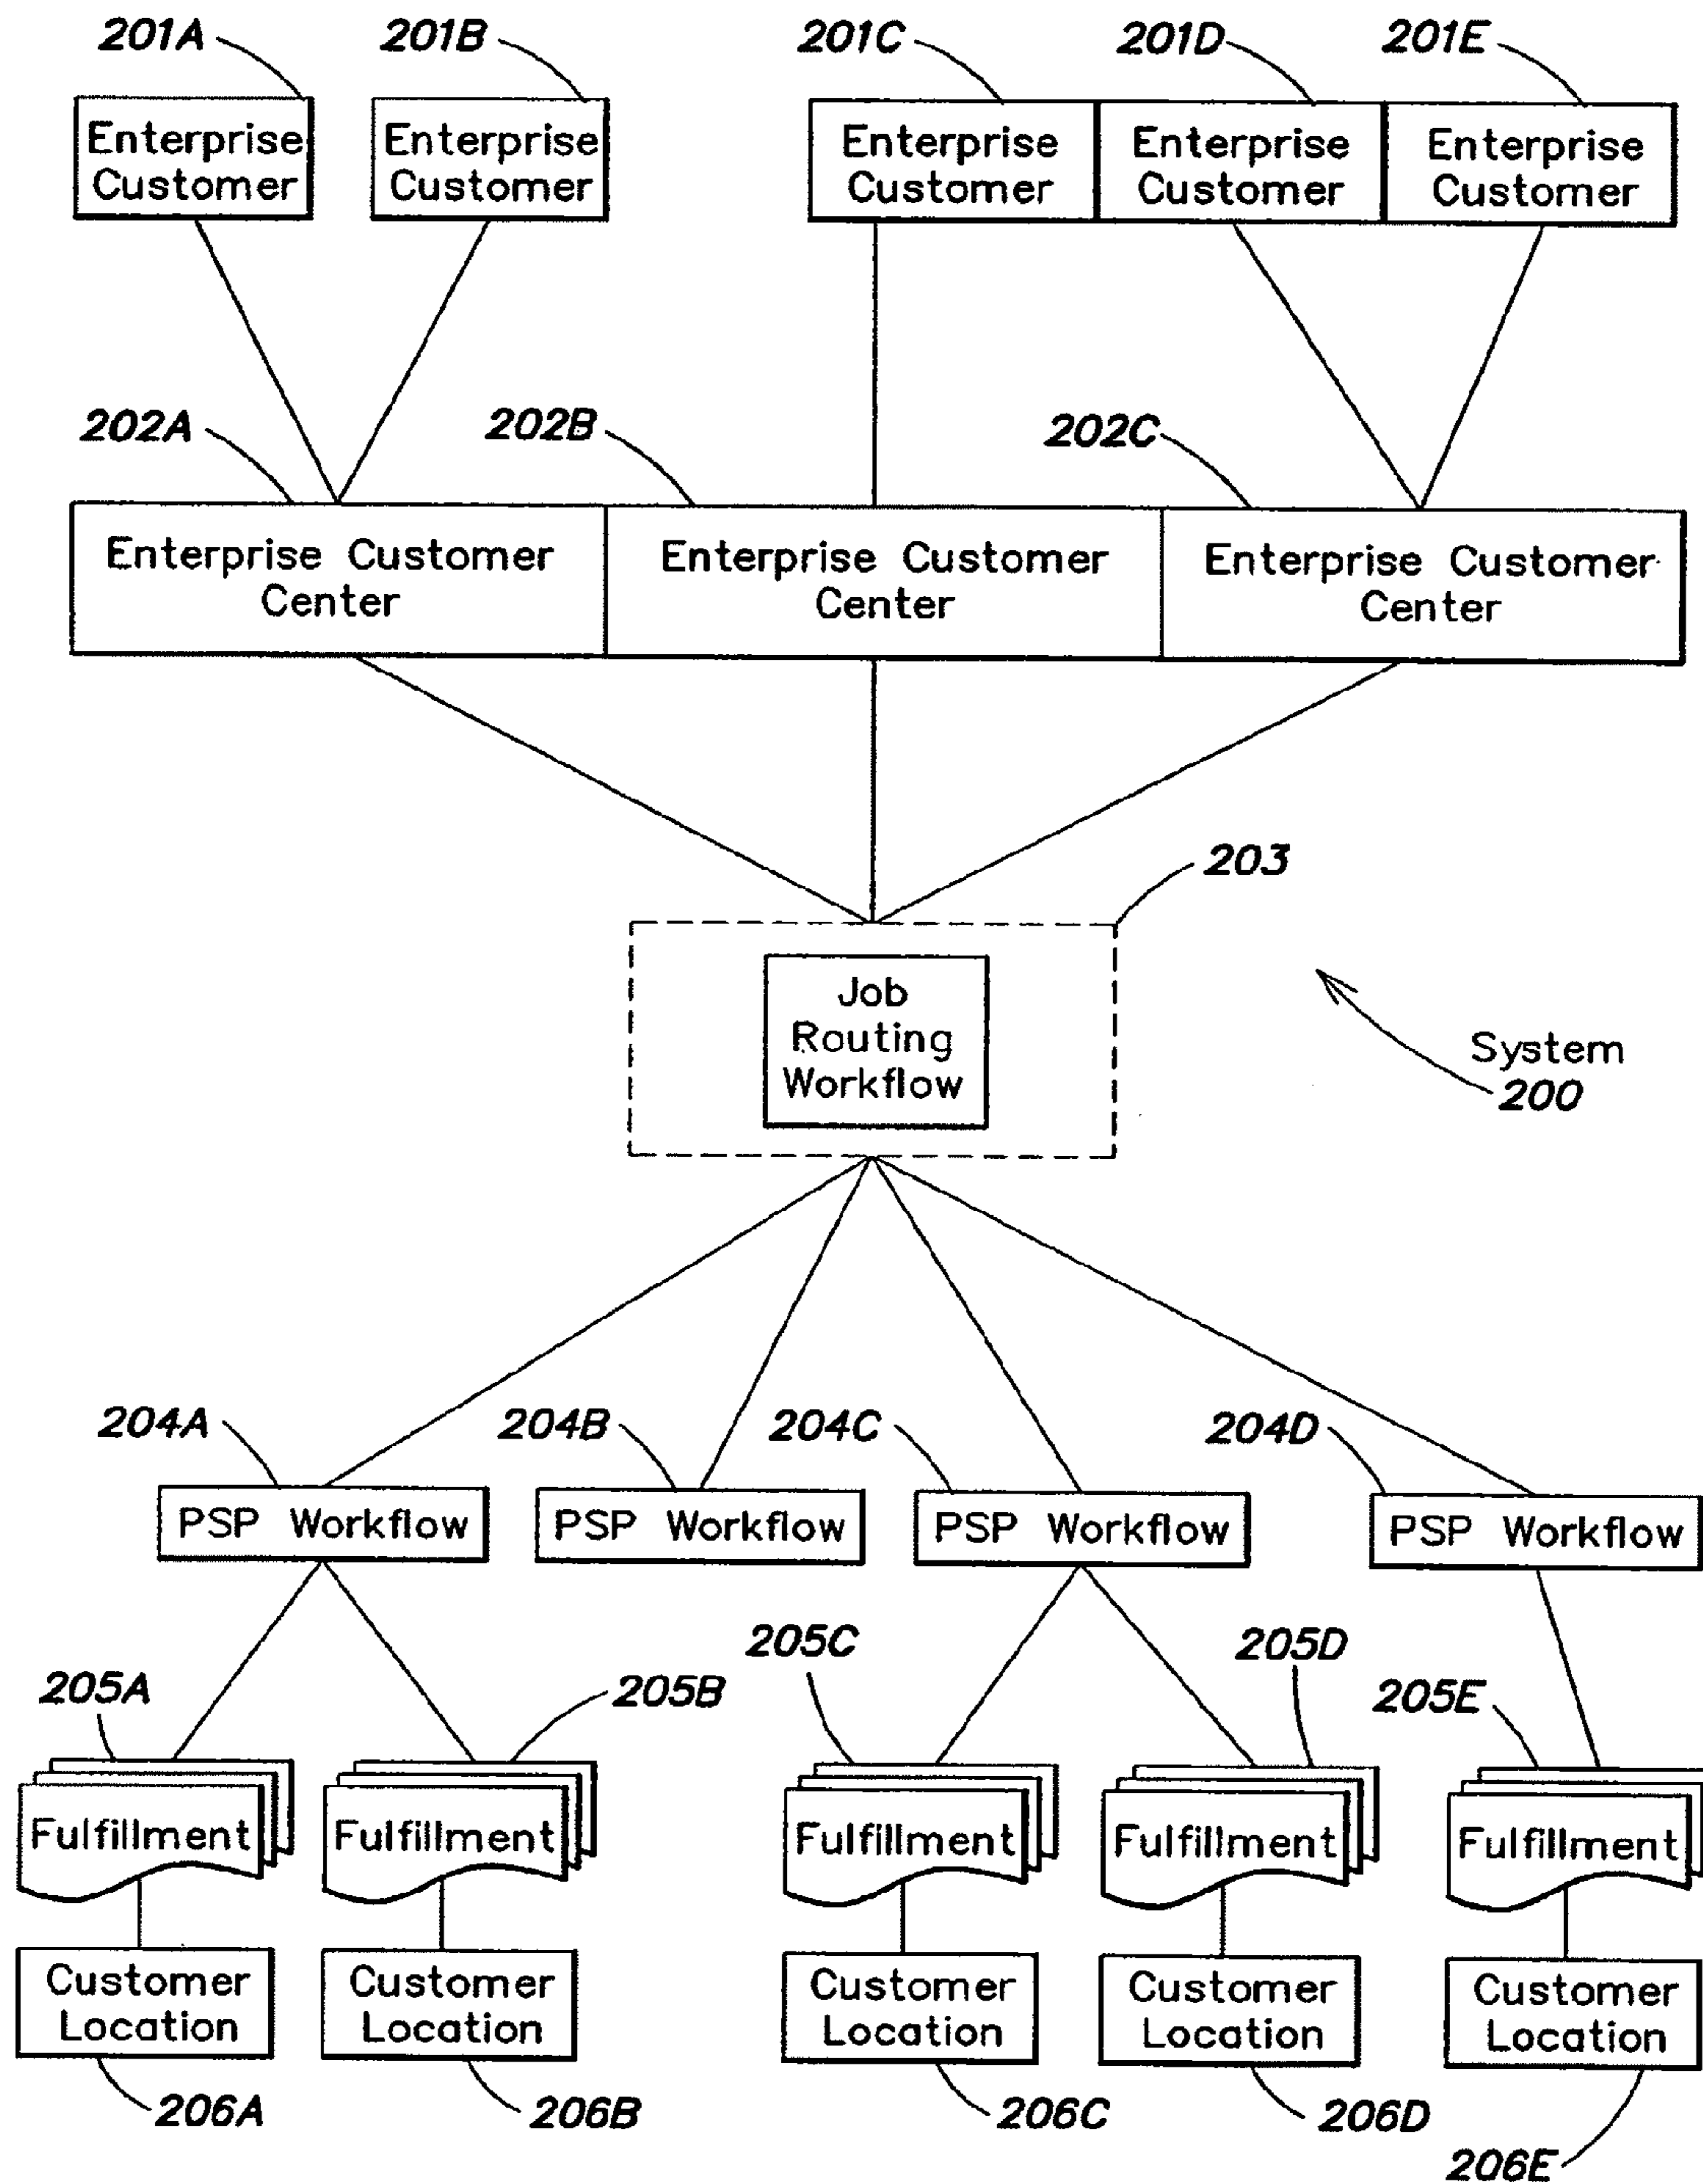 201A 201B 201C 201D 201E
Enterprise Enterprise Enterprise Enterprise Enterprise
Customer Customer Customer Customer Customer
202A 202B 202C
Enterprise Customer Enterprise Customer Enterprise Customer
Center Center Center
203
Job
Routing
Workflow
System
200
204A 204B 204C 204D
PSP Workflow PSP Workflow PSP Workflow PSP Workflow
205A 205B 205C 205D 205E
Fulfillment Fulfillment Fulfillment Fulfillment Fulfillment
Customer Customer Customer Customer Customer
Location Location Location Location Location
206A 206B 206C 206D 206E